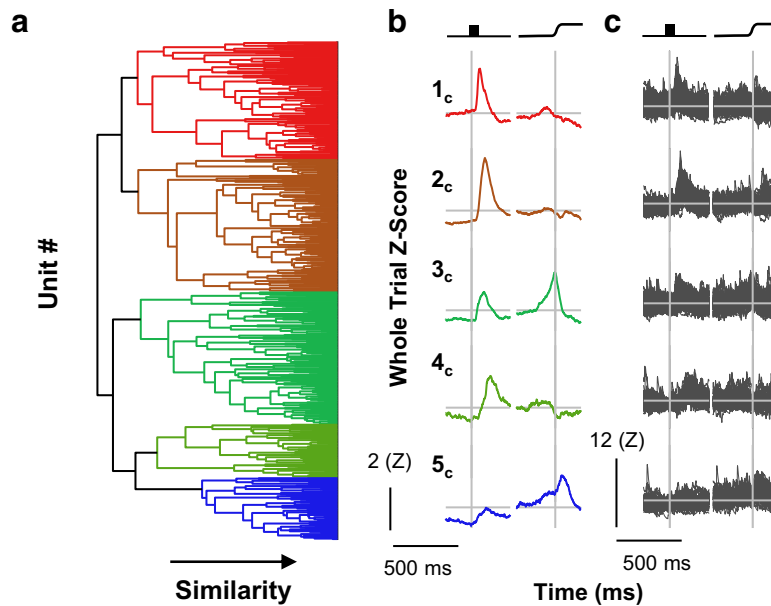 a
b
c
Unit #
Similarity
Whole Trial Z-Score
1c
2c
3c
4c
5c
2 (Z)
500 ms
12 (Z)
500 ms
Time (ms)